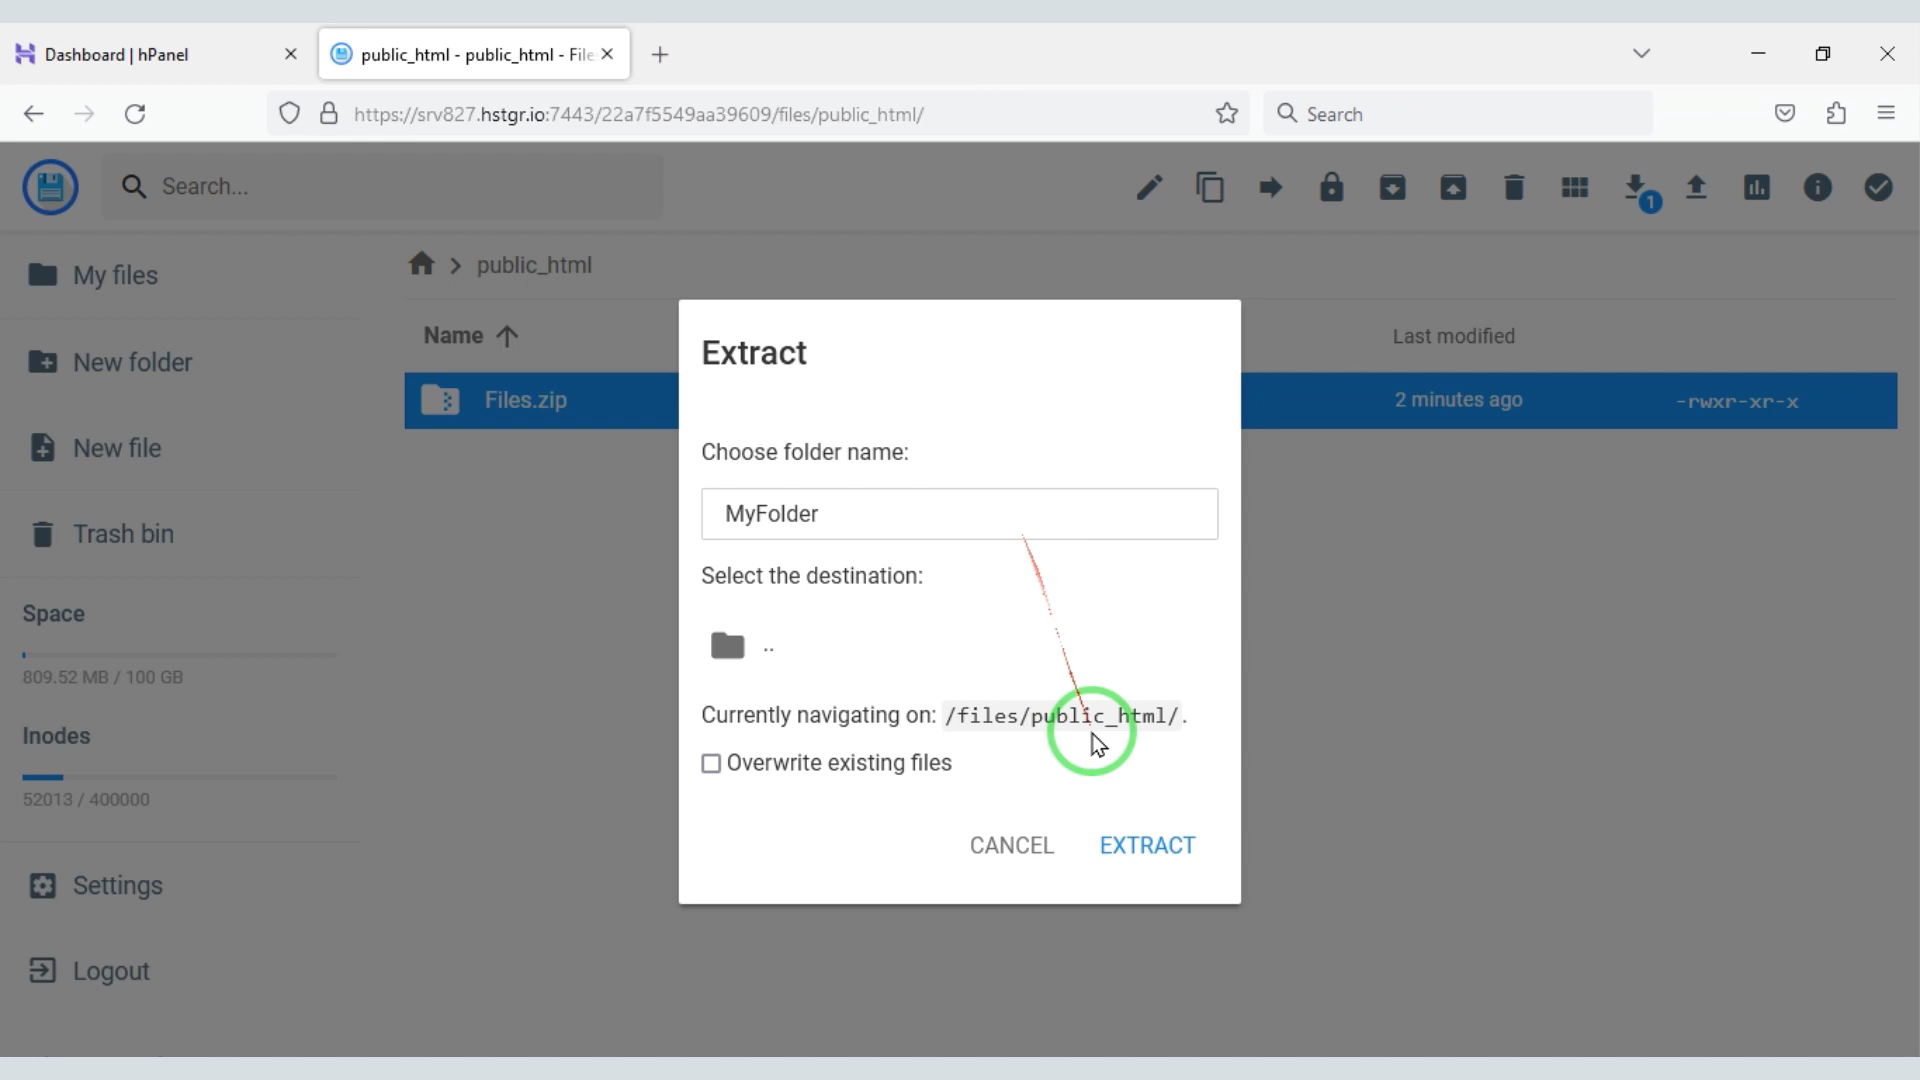 Dashboard | hPanel
public_html - public_html - File
https://srv827.hstgr.io:7443/22a7f5549aa39609/files/public_html/
Search
Search...
1
My files
New folder
New file
Trash bin
Space
809.52 MB / 100 GB
Inodes
52013 / 400000
Settings
Logout
public_html
Name
Last modified
Files.zip
2 minutes ago
-rwxr-xr-x
Extract
Choose folder name:
MyFolder
Select the destination:
..
Currently navigating on: /files/public_html/.
Overwrite existing files
CANCEL
EXTRACT